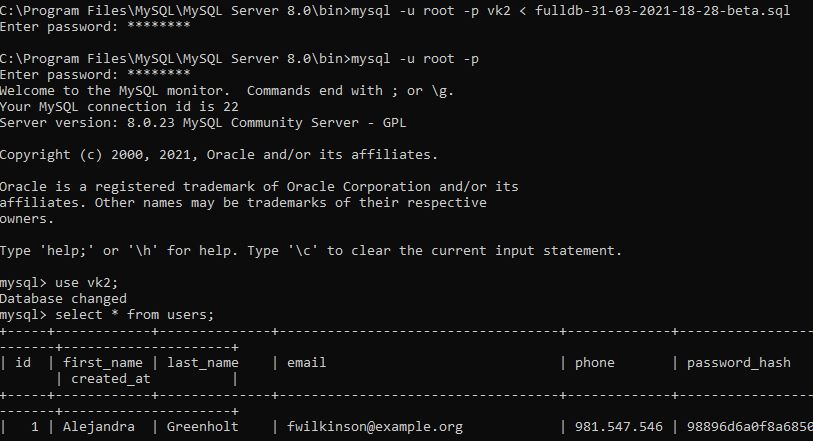 C:\Program Files\MySQL\MySQL Server 8.0\bin>mysql -u root -p vk2 < fulldb-31-03-2021-18-28-beta.sql
Enter password: ********
C:\Program Files\MySQL\MySQL Server 8.0\bin>mysql -u root -p
Enter password: ********
Welcome to the MySQL monitor.  Commands end with ; or \g.
Your MySQL connection id is 22
Server version: 8.0.23 MySQL Community Server - GPL
Copyright (c) 2000, 2021, Oracle and/or its affiliates.
Oracle is a registered trademark of Oracle Corporation and/or its
affiliates. Other names may be trademarks of their respective
owners.
Type 'help;' or '\h' for help. Type '\c' to clear the current input statement.
mysql> use vk2;
Database changed
mysql> select * from users;
+-----+------------+--------------+-----------------------------------+-------------+-----------------
-------+---------------------+
| id  | first_name | last_name    | email                             | phone       | password_hash
       | created_at          |
+-----+------------+--------------+-----------------------------------+-------------+-----------------
-------+---------------------+
|   1 | Alejandra  | Greenholt    | fwilkinson@example.org            | 981.547.546 | 98896d6a0f8a6850